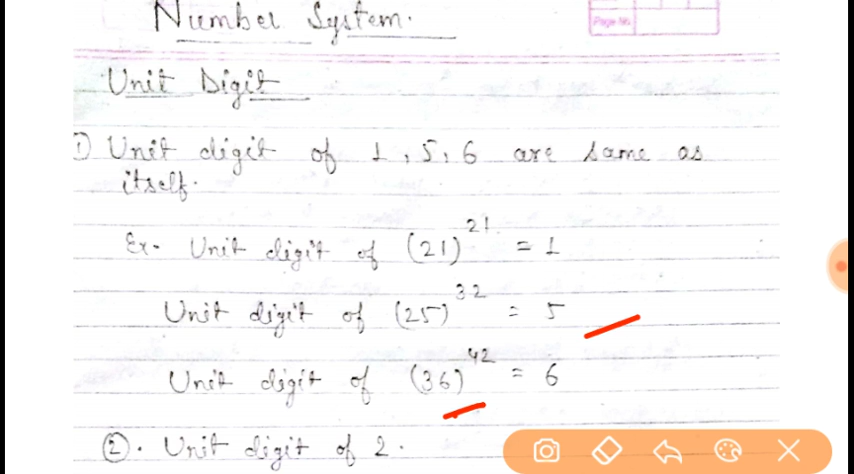 Number System.
Page No.
Unit Digit
1) Unit digit of 1, 5, 6 are same as
itself.
Ex. Unit digit of (21)^21 = 1
Unit digit of (25)^32 = 5
Unit digit of (36)^42 = 6
②. Unit digit of 2.